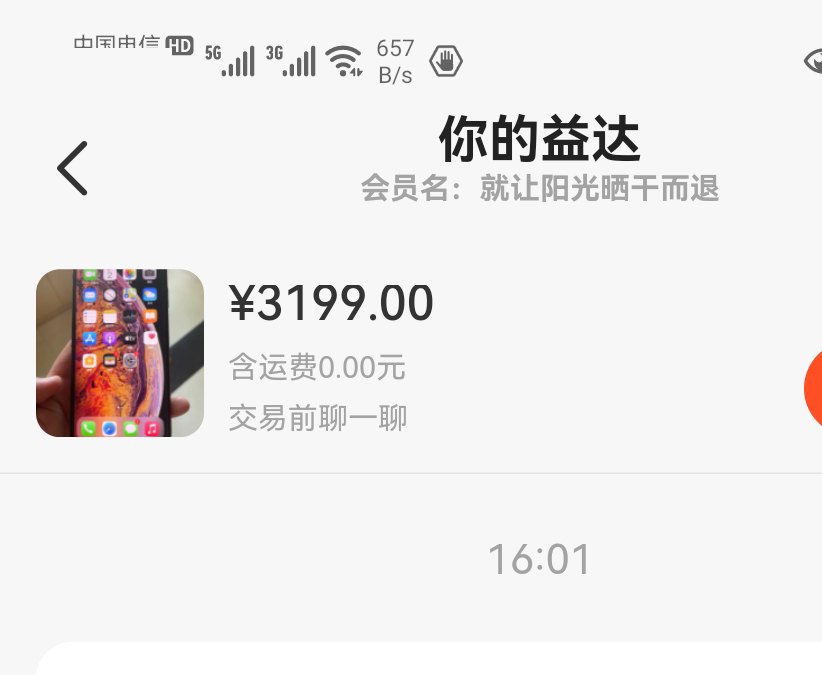 中国电信 HD 5G 3G 657 B/s
你的益达
会员名：就让阳光晒干而退
¥3199.00
含运费0.00元
交易前聊一聊
16:01